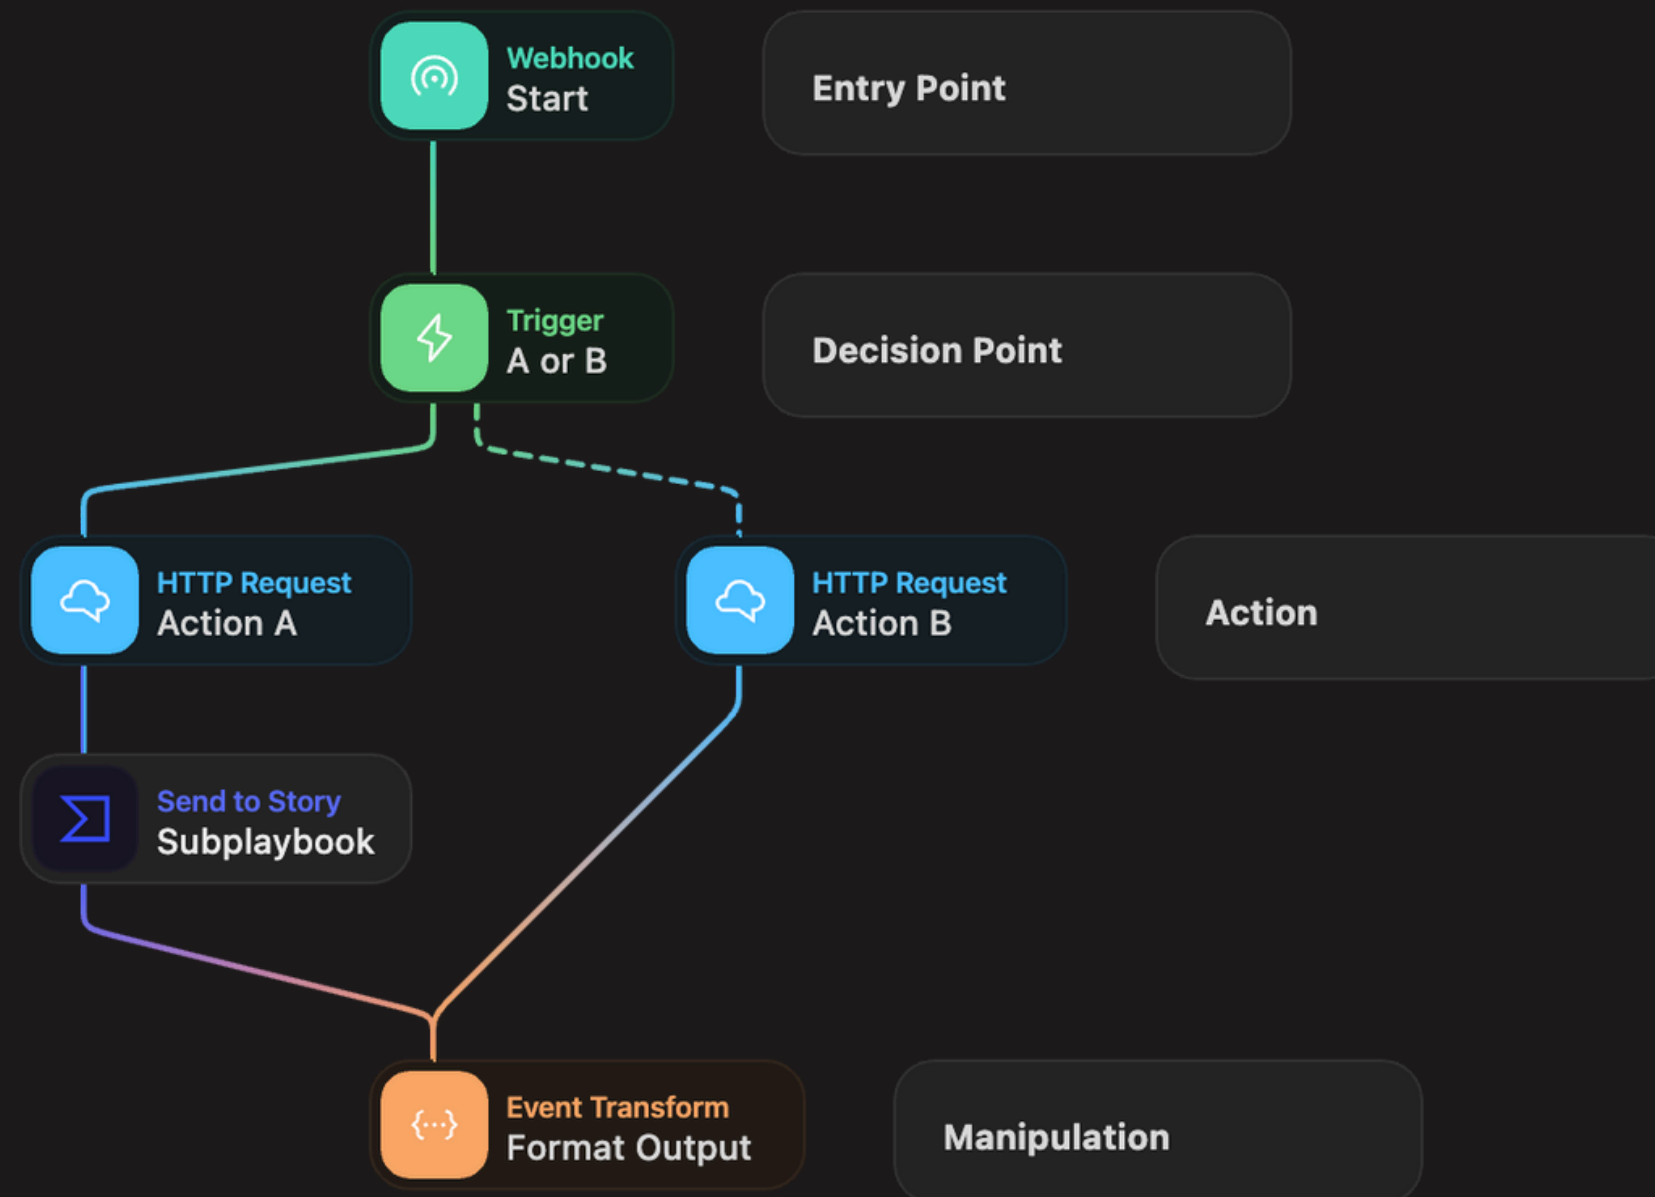 Webhook
Start
Entry Point
Trigger
A or B
Decision Point
HTTP Request
Action A
HTTP Request
Action B
Action
Send to Story
Subplaybook
Event Transform
Format Output
Manipulation